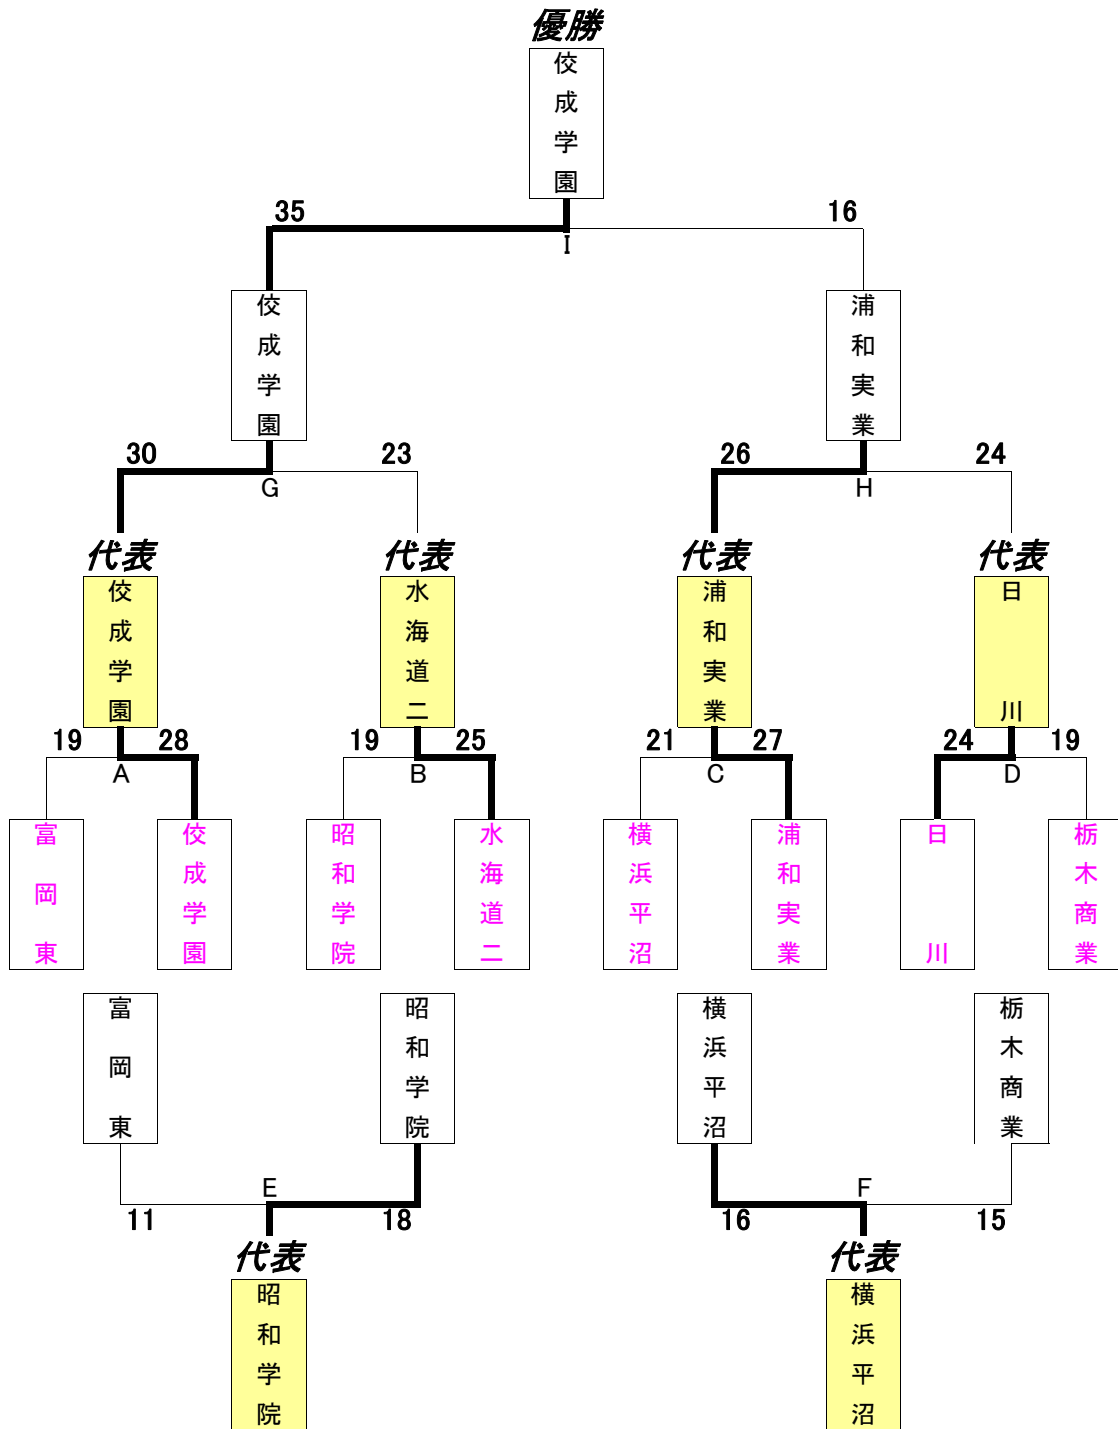 優勝
佼成学園
35
16
I
佼成学園
浦和実業
30
23
26
24
G
H
代表
代表
代表
代表
佼成学園
水海道二
浦和実業
日川
19
28
19
25
21
27
24
19
A
B
C
D
富岡東
佼成学園
昭和学院
水海道二
横浜平沼
浦和実業
日川
栃木商業
富岡東
昭和学院
横浜平沼
栃木商業
E
F
11
18
16
15
代表
代表
昭和学院
横浜平沼